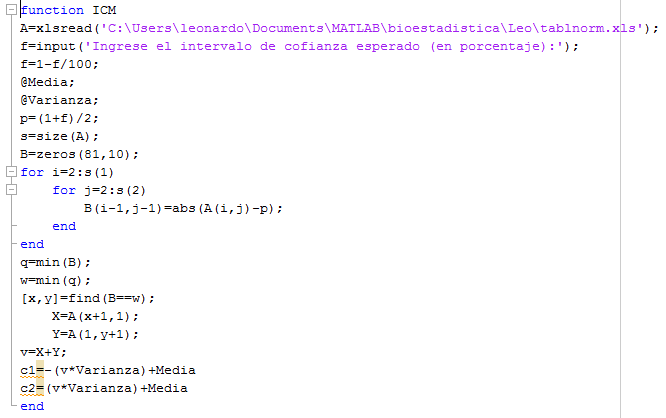 function ICM
A=xlsread('C:\Users\leonardo\Documents\MATLAB\bioestadistica\Leo\tablnorm.xls');
f=input('Ingrese el intervalo de cofianza esperado (en porcentaje):');
f=1-f/100;
@Media;
@Varianza;
p=(1+f)/2;
s=size(A);
B=zeros(81,10);
for i=2:s(1)
    for j=2:s(2)
        B(i-1,j-1)=abs(A(i,j)-p);
    end
end
q=min(B);
w=min(q);
[x,y]=find(B==w);
    X=A(x+1,1);
    Y=A(1,y+1);
v=X+Y;
c1=-(v*Varianza)+Media
c2=(v*Varianza)+Media
end